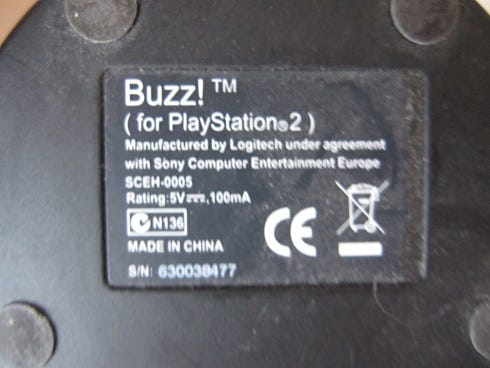 Buzz! ™
( for PlayStation®2 )
Manufactured by Logitech under agreement
with Sony Computer Entertainment Europe
SCEH-0005
Rating:5V⎓,100mA
N136
CE
MADE IN CHINA
S/N: 630038477